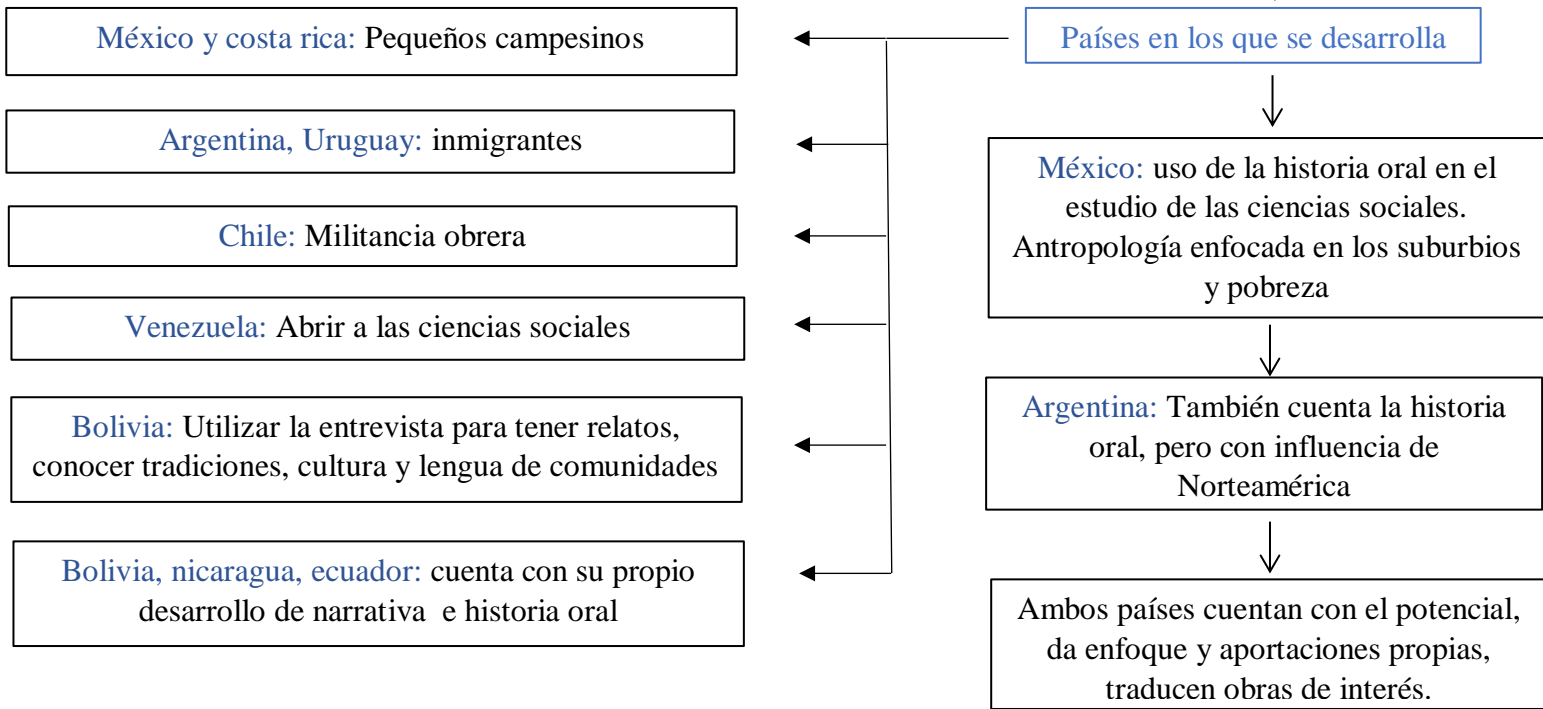 Países en los que se desarrolla
México y costa rica: Pequeños campesinos
Argentina, Uruguay: inmigrantes
Chile: Militancia obrera
Venezuela: Abrir a las ciencias sociales
Bolivia: Utilizar la entrevista para tener relatos,
conocer tradiciones, cultura y lengua de comunidades
Bolivia, nicaragua, ecuador: cuenta con su propio
desarrollo de narrativa e historia oral
México: uso de la historia oral en el
estudio de las ciencias sociales.
Antropología enfocada en los suburbios
y pobreza
Argentina: También cuenta la historia
oral, pero con influencia de
Norteamérica
Ambos países cuentan con el potencial,
da enfoque y aportaciones propias,
traducen obras de interés.